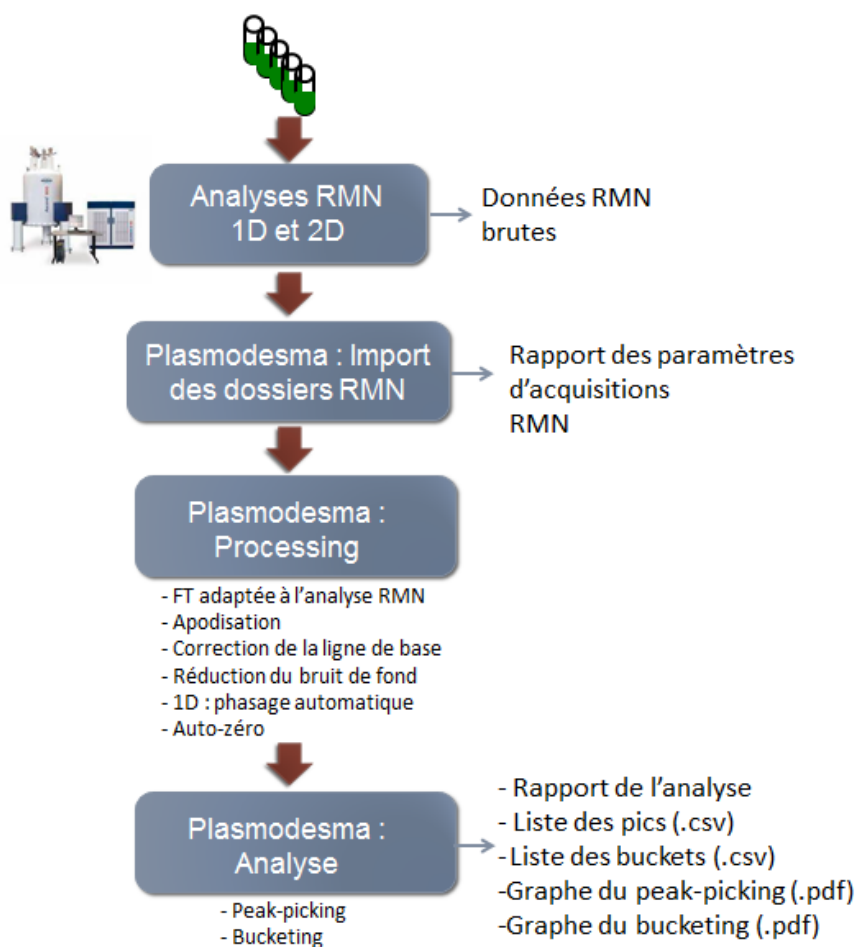 Analyses RMN
1D et 2D
Données RMN
brutes
Plasmodesma : Import
des dossiers RMN
Rapport des paramètres
d'acquisitions
RMN
Plasmodesma :
Processing
- FT adaptée à l'analyse RMN
- Apodisation
- Correction de la ligne de base
- Réduction du bruit de fond
- 1D : phasage automatique
- Auto-zéro
Plasmodesma :
Analyse
- Peak-picking
- Bucketing
- Rapport de l'analyse
- Liste des pics (.csv)
- Liste des buckets (.csv)
-Graphe du peak-picking (.pdf)
-Graphe du bucketing (.pdf)